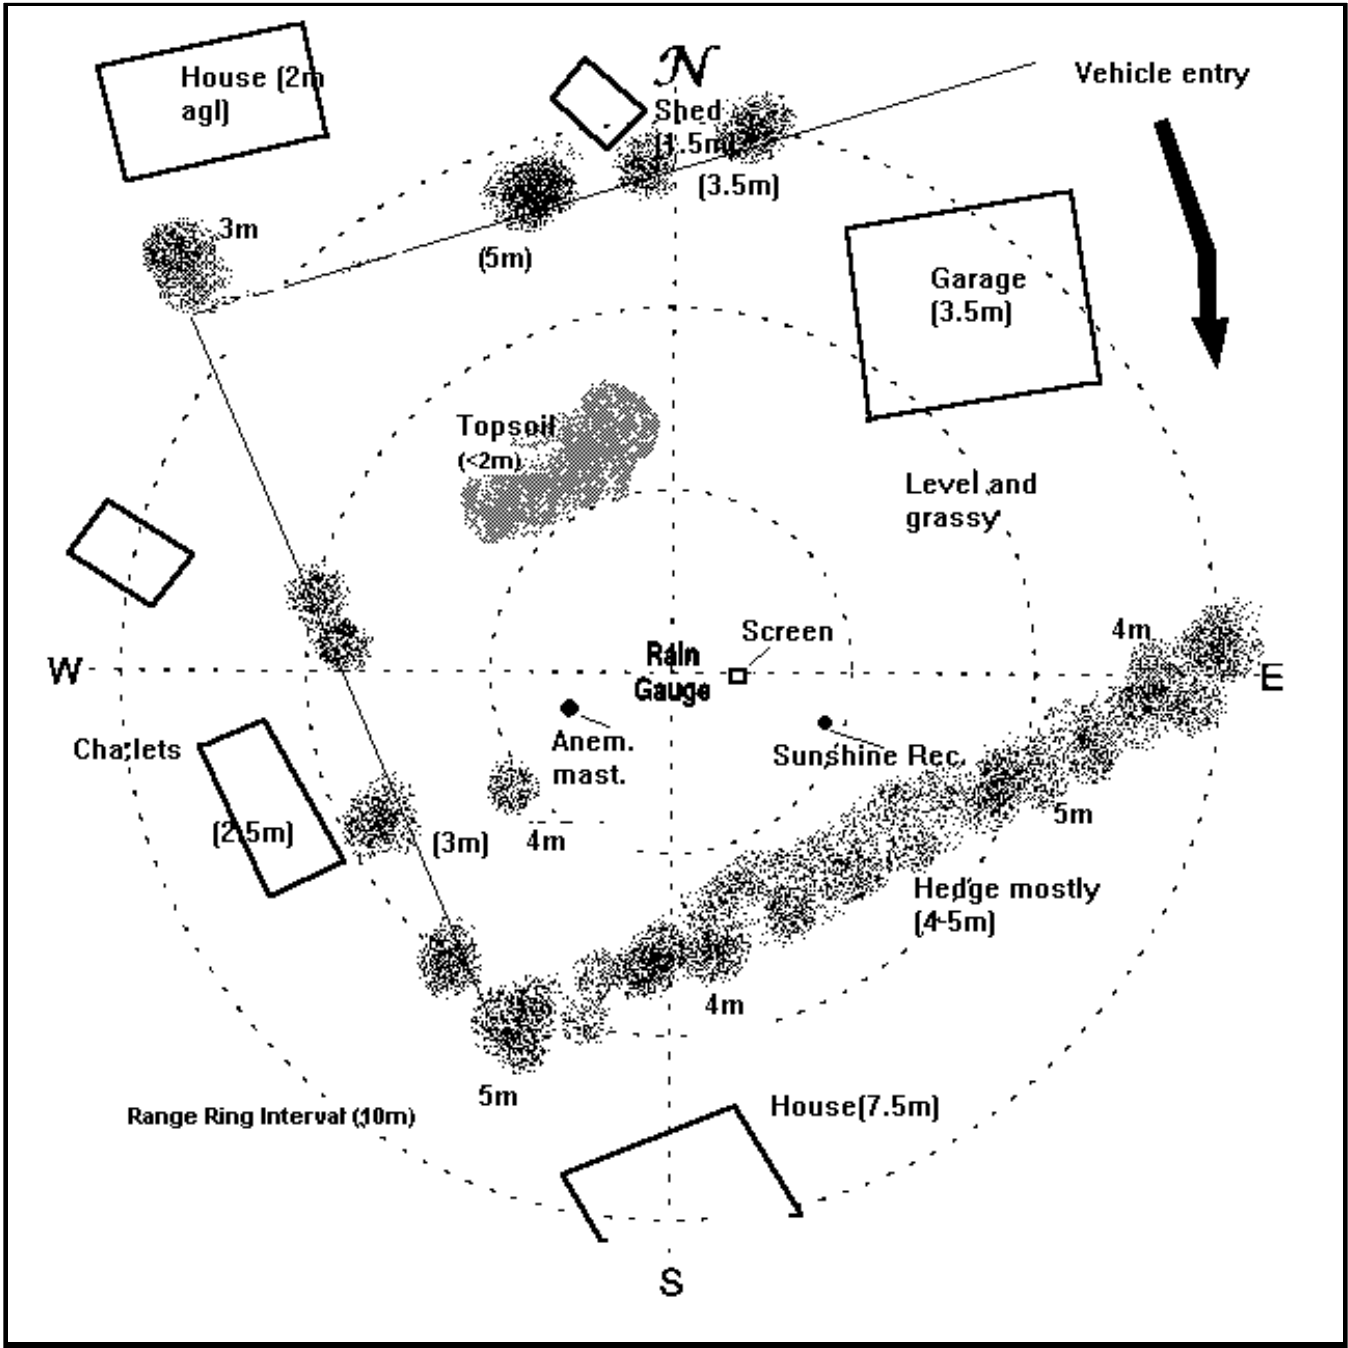 N
Vehicle entry
House (2m
agl)
Shed
(1.5m)
(3.5m)
3m
(5m)
Garage
(3.5m)
Topsoil
(<2m)
Level and
grassy
Screen
Rain
Gauge
4m
W
E
Anem.
mast.
Sunshine Rec.
Chalets
(2.5m)
(3m)
4m
5m
Hedge mostly
(4-5m)
4m
5m
Range Ring Interval (10m)
House(7.5m)
S